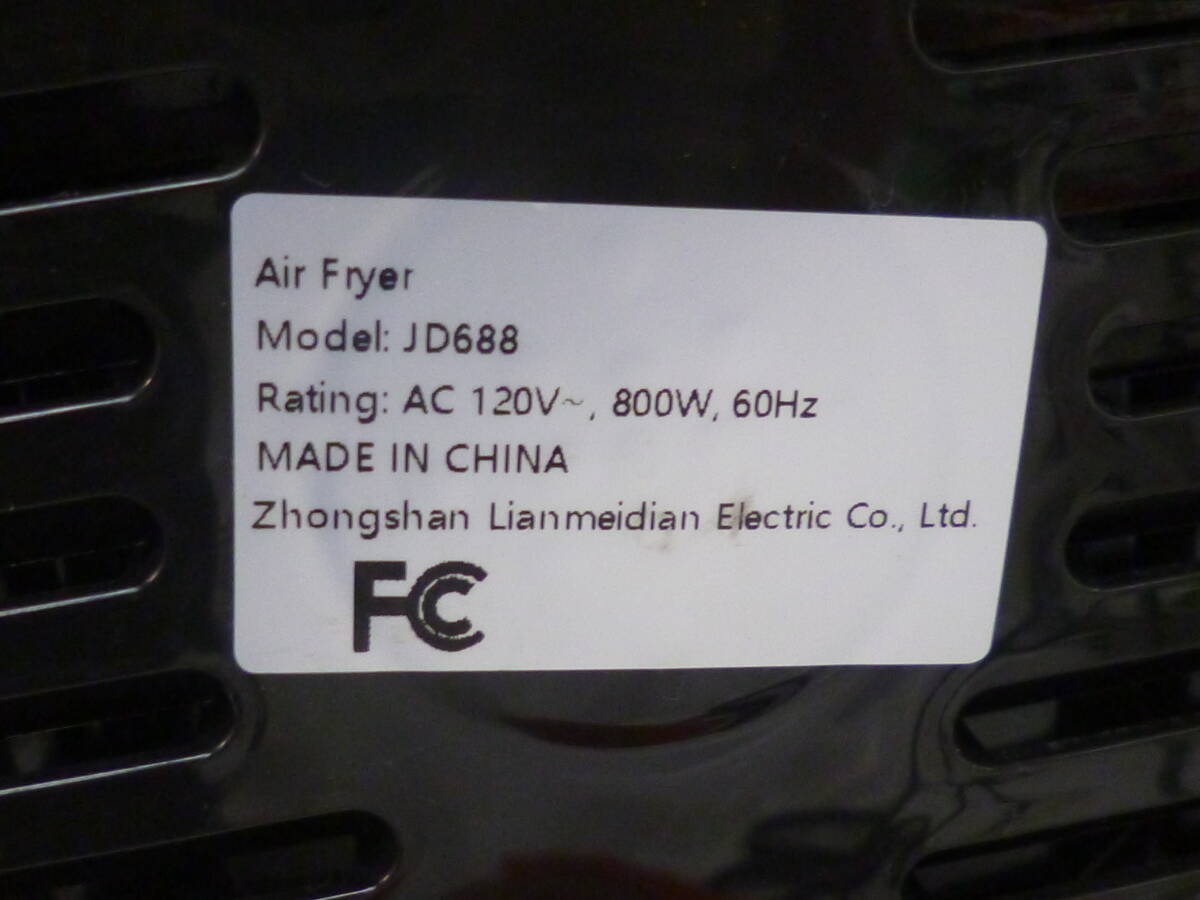 Air Fryer
Model: JD688
Rating: AC 120V~, 800W, 60Hz
MADE IN CHINA
Zhongshan Lianmeidian Electric Co., Ltd.
FC